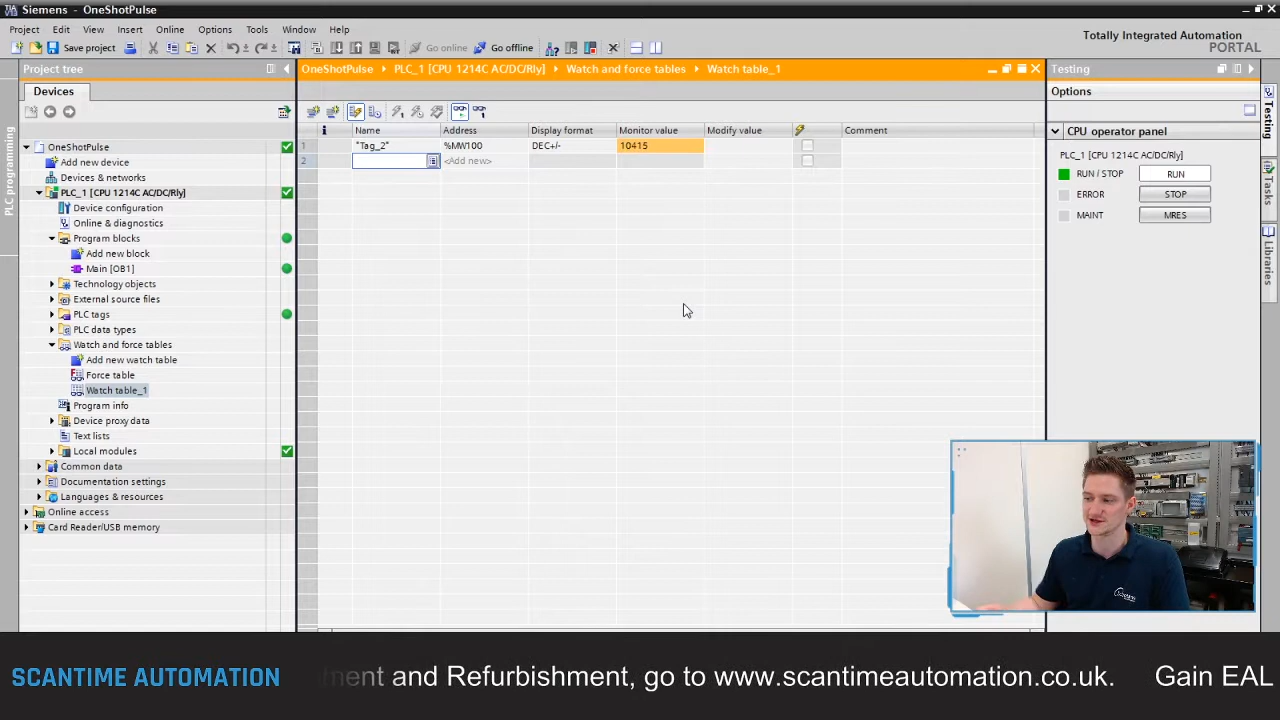 Siemens - OneShotPulse
Project Edit View Insert Online Options Tools Window Help
Totally Integrated Automation
PORTAL
Save project Go online Go offline
Project tree
Devices
PLC programming
OneShotPulse
Add new device
Devices & networks
PLC_1 [CPU 1214C AC/DC/Rly]
Device configuration
Online & diagnostics
Program blocks
Add new block
Main [OB1]
Technology objects
External source files
PLC tags
PLC data types
Watch and force tables
Add new watch table
Force table
Watch table_1
Program info
Device proxy data
Text lists
Local modules
Common data
Documentation settings
Languages & resources
Online access
Card Reader/USB memory
OneShotPulse PLC_1 [CPU 1214C AC/DC/Rly] Watch and force tables Watch table_1
i Name Address Display format Monitor value Modify value Comment
1 "Tag_2" %MW100 DEC+/- 10415
2 <Add new>
Testing
Options
CPU operator panel
PLC_1 [CPU 1214C AC/DC/Rly]
RUN / STOP RUN
ERROR STOP
MAINT MRES
Testing
Tasks
Libraries
SCANTIME AUTOMATION
and Refurbishment, go to www.scantimeautomation.co.uk. Gain EAL